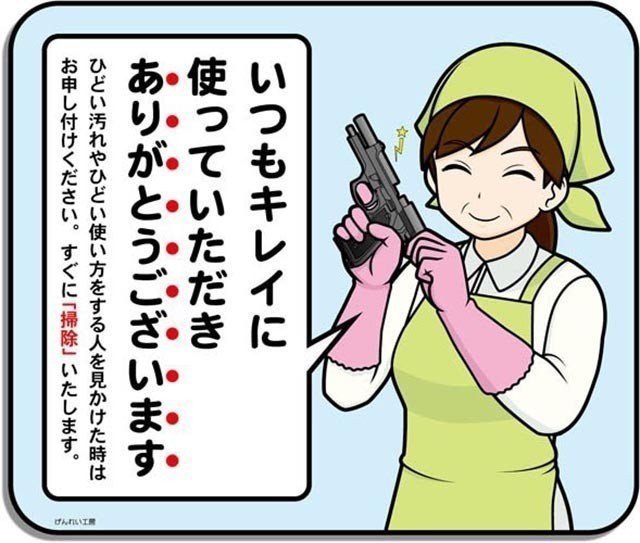 いつもキレイに
使っていただき
ありがとうございます
ひどい汚れやひどい使い方をする人を見かけた時は
お申し付けください。すぐに「掃除」いたします。
げんれい工房